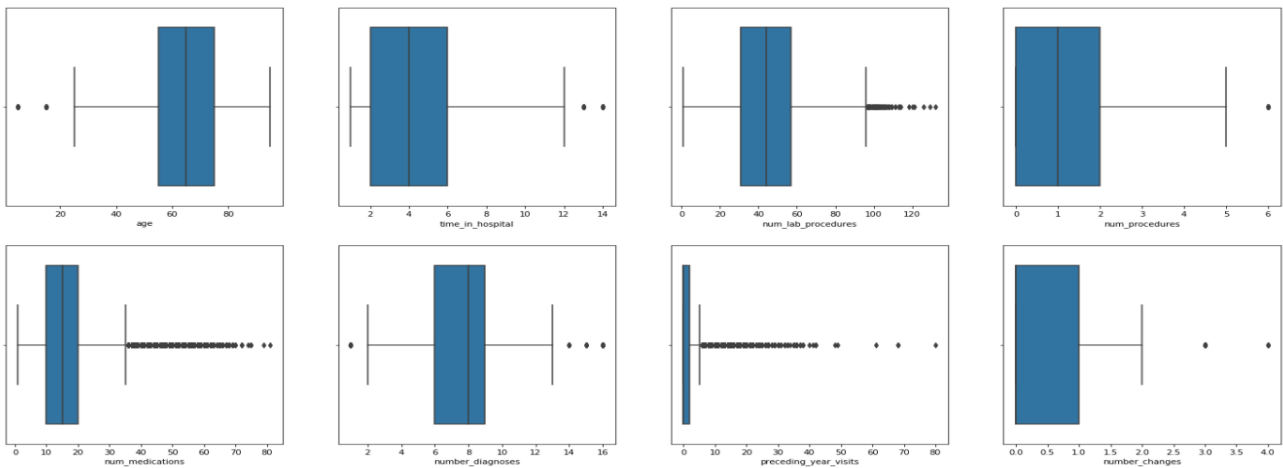 20 40 60 80
age
2 4 6 8 10 12 14
time_in_hospital
0 20 40 60 80 100 120
num_lab_procedures
0 1 2 3 4 5 6
num_procedures
0 10 20 30 40 50 60 70 80
num_medications
2 4 6 8 10 12 14 16
number_diagnoses
0 10 20 30 40 50 60 70 80
preceding_year_visits
0.0 0.5 1.0 1.5 2.0 2.5 3.0 3.5 4.0
number_changes